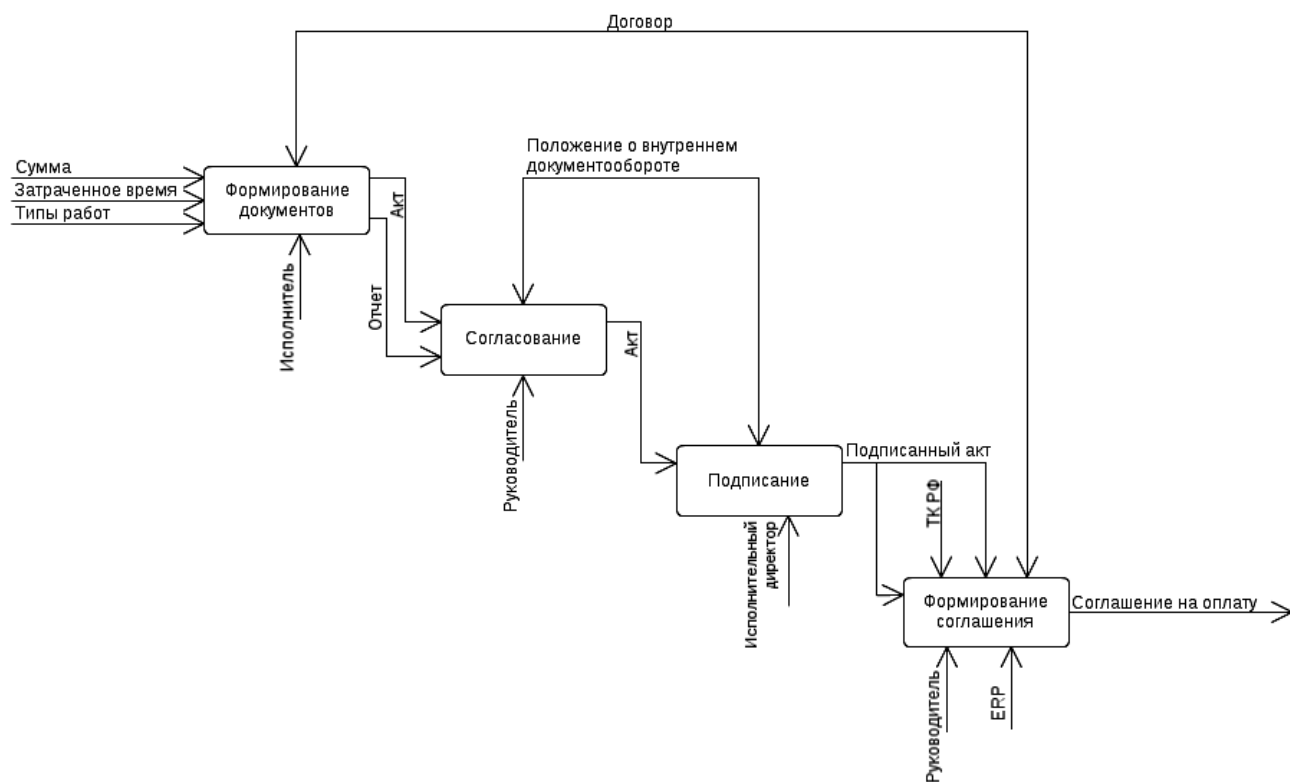 Договор
Положение о внутреннем
документообороте
Сумма
Затраченное время
Типы работ
Формирование
документов
Акт
Отчет
Исполнитель
Согласование
Акт
Руководитель
Подписание
Подписанный акт
Исполнительный
директор
ТК РФ
Формирование
соглашения
Соглашение на оплату
Руководитель
ERP